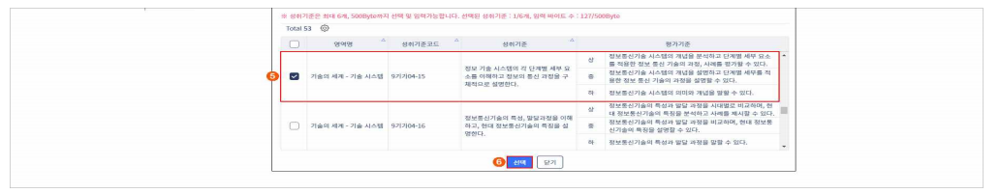 ※ 성취기준은 최대 6개, 500Byte까지 선택 및 입력가능합니다. 선택된 성취기준 : 1/6개, 입력 바이트 수 : 127/500Byte
Total 53
영역명 성취기준코드 성취기준 평가기준
5 기술의 세계 - 기술 시스템 9기가04-15
정보 기술 시스템의 각 단계별 세부 요
소를 이해하고 정보의 통신 과정을 구
체적으로 설명한다.
상 정보통신기술 시스템의 개념을 분석하고 단계별 세부 요소
를 적용한 정보 통신 기술의 과정, 사례를 평가할 수 있다.
중 정보통신기술 시스템의 개념을 설명하고 단계별 세부를 적
용한 정보 통신 기술의 과정을 설명할 수 있다.
하 정보통신기술 시스템의 의미와 개념을 말할 수 있다.
기술의 세계 - 기술 시스템 9기가04-16
정보통신기술의 특성, 발달과정을 이해
하고, 현대 정보통신기술의 특징을 설
명한다.
상 정보통신기술의 특성과 발달 과정을 시대별로 비교하며, 현
대 정보통신기술의 특징을 분석하고 사례를 제시할 수 있다.
중 정보통신기술의 특성과 발달 과정을 비교하며, 현대 정보통
신기술의 특징을 설명할 수 있다.
하 정보통신기술의 특성과 발달 과정을 말할 수 있다.
6 선택 닫기